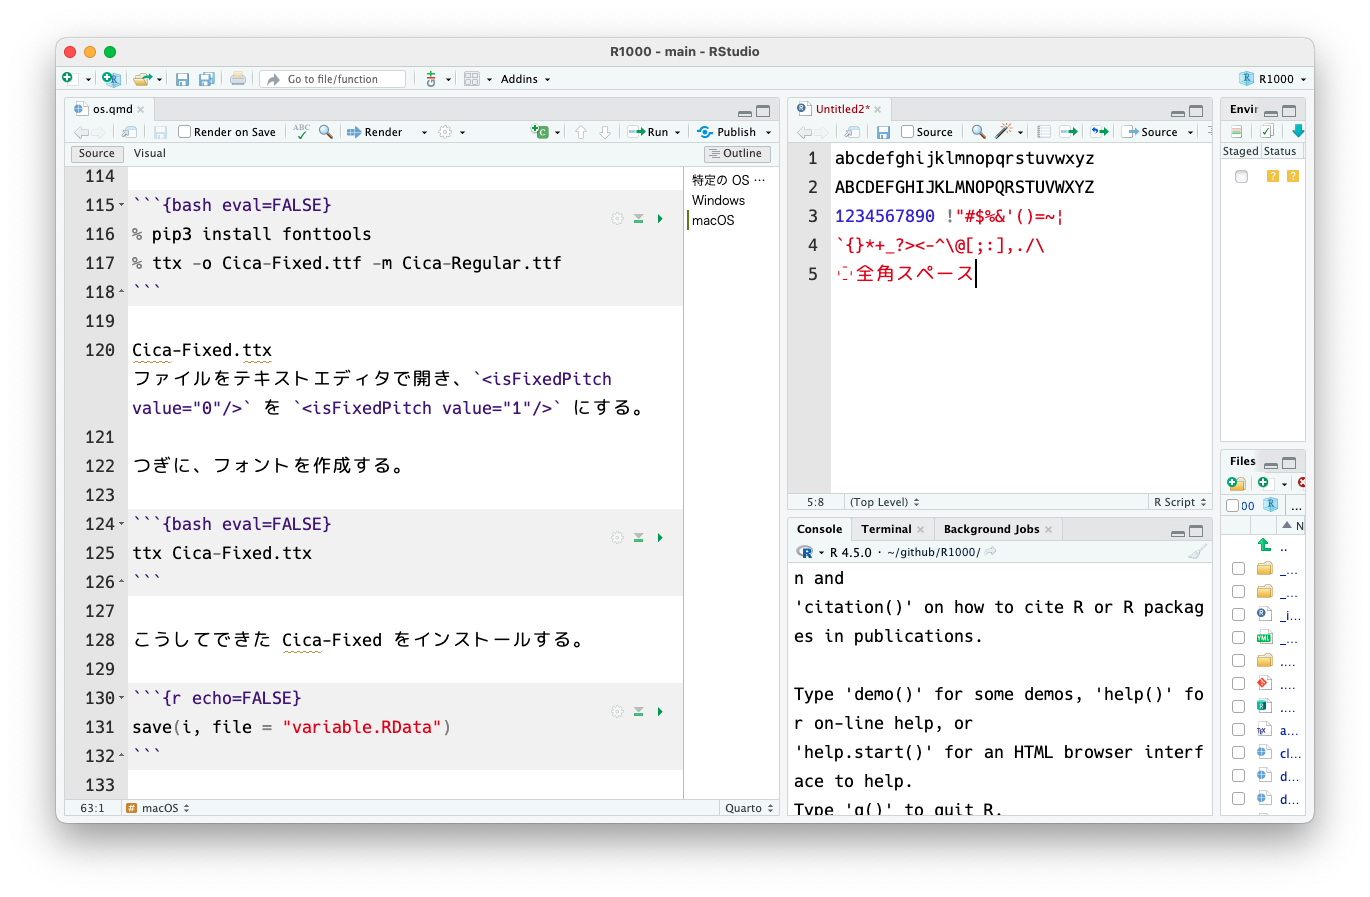 R1000 - main - RStudio
Go to file/function
Addins
R1000
os.qmd
Render on Save
ABC
Render
Run
Publish
Source
Visual
Outline
114
115 ```{bash eval=FALSE}
116 % pip3 install fonttools
117 % ttx -o Cica-Fixed.ttf -m Cica-Regular.ttf
118 ```
119
120 Cica-Fixed.ttx
ファイルをテキストエディタで開き、`<isFixedPitch
value="0"/>` を `<isFixedPitch value="1"/>` にする。
121
122 つぎに、フォントを作成する。
123
124 ```{bash eval=FALSE}
125 ttx Cica-Fixed.ttx
126 ```
127
128 こうしてできた Cica-Fixed をインストールする。
129
130 ```{r echo=FALSE}
131 save(i, file = "variable.RData")
132 ```
133
特定の OS …
Windows
macOS
63:1
# macOS
Quarto
Untitled2*
Source
Source
1 abcdefghijklmnopqrstuvwxyz
2 ABCDEFGHIJKLMNOPQRSTUVWXYZ
3 1234567890 !"#$%&'()=~¦
4 `{}*+_?><-^\@[;:],./\
5 　全角スペース
5:8
(Top Level)
R Script
Console
Terminal
Background Jobs
R 4.5.0 · ~/github/R1000/
n and
'citation()' on how to cite R or R packag
es in publications.
Type 'demo()' for some demos, 'help()' fo
r on-line help, or
'help.start()' for an HTML browser interf
ace to help.
Type 'q()' to quit R.
Envir
Staged Status
? ?
Files
00
...
N
..
_...
_...
_i...
YML _...
....
....
....
TEX a...
cl...
d...
d...